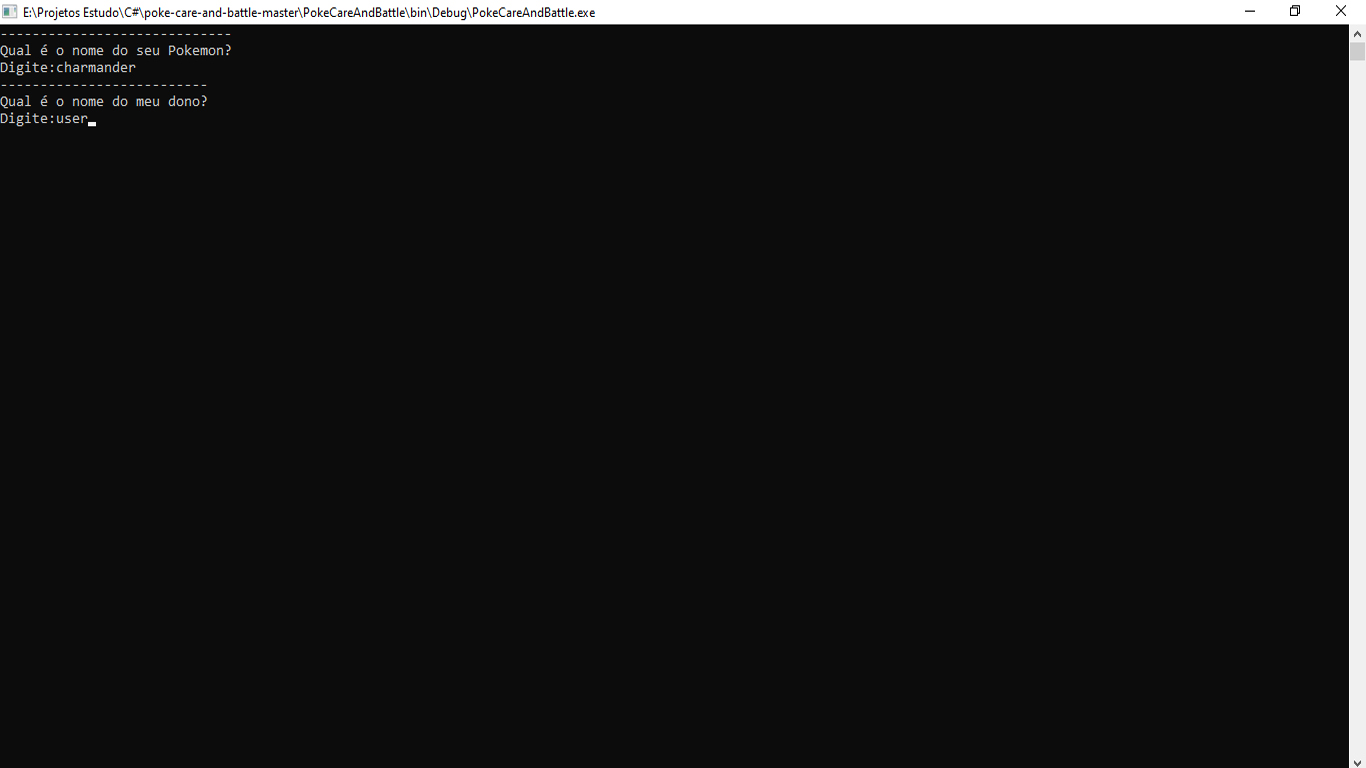 E:\Projetos Estudo\C#\poke-care-and-battle-master\PokeCareAndBattle\bin\Debug\PokeCareAndBattle.exe
-----------------------------
Qual é o nome do seu Pokemon?
Digite:charmander
--------------------------
Qual é o nome do meu dono?
Digite:user